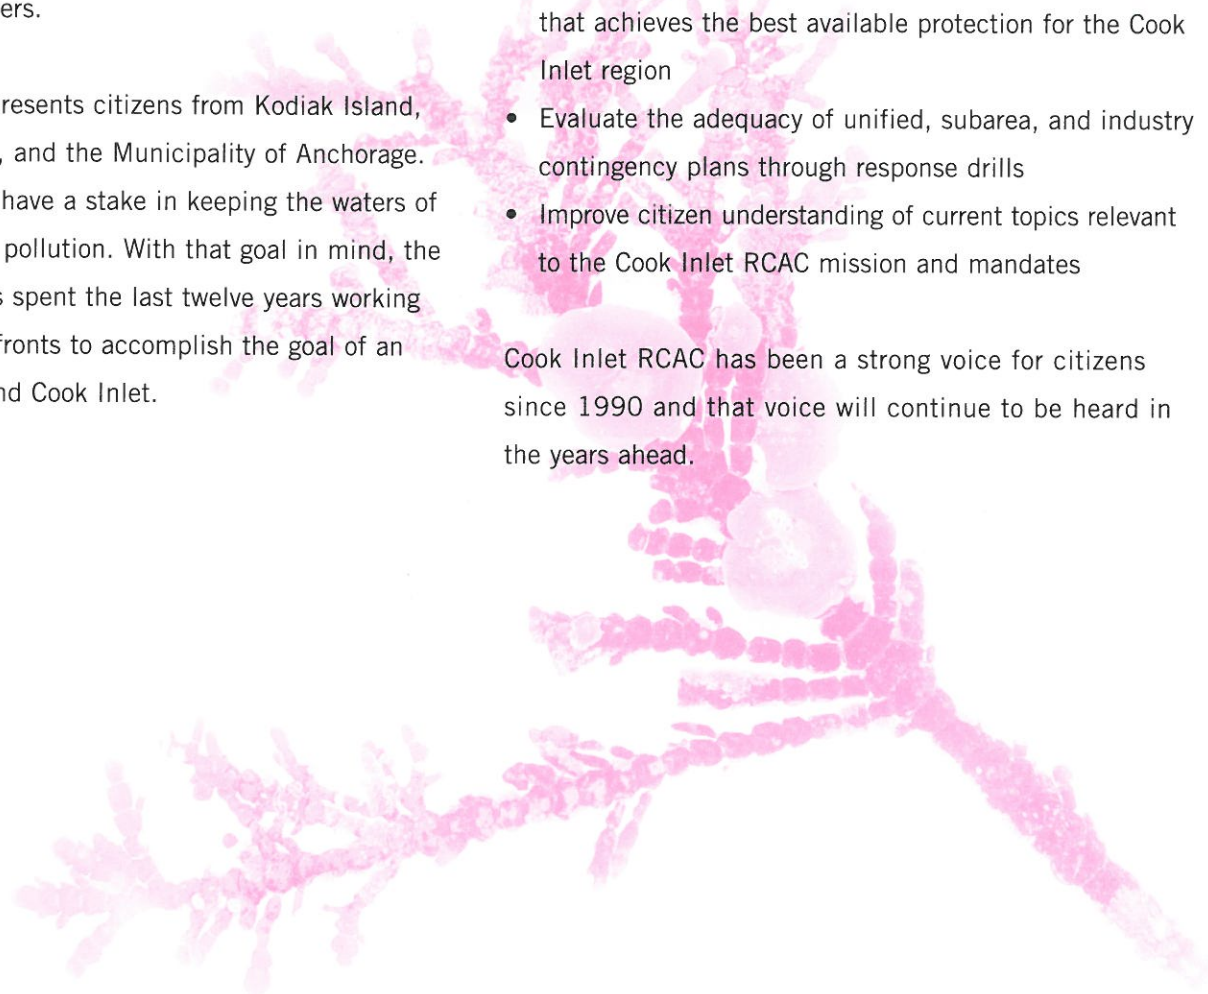 ers.
resents citizens from Kodiak Island,
, and the Municipality of Anchorage.
have a stake in keeping the waters of
pollution. With that goal in mind, the
s spent the last twelve years working
fronts to accomplish the goal of an
nd Cook Inlet.
that achieves the best available protection for the Cook
Inlet region
• Evaluate the adequacy of unified, subarea, and industry
contingency plans through response drills
• Improve citizen understanding of current topics relevant
to the Cook Inlet RCAC mission and mandates
Cook Inlet RCAC has been a strong voice for citizens
since 1990 and that voice will continue to be heard in
the years ahead.